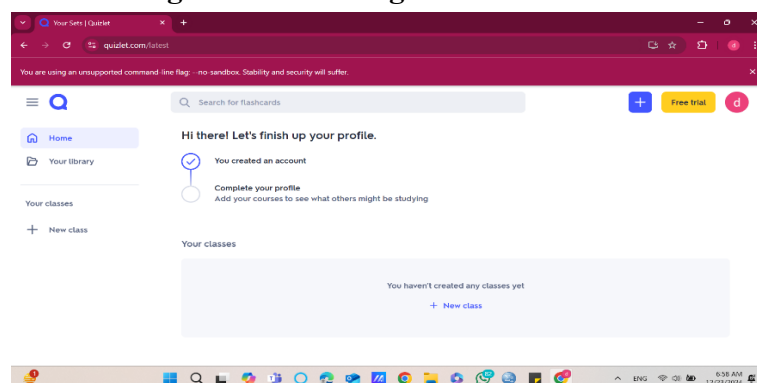 Your Sets | Quizlet
quizlet.com/latest
You are using an unsupported command-line flag: --no-sandbox. Stability and security will suffer.
Search for flashcards
Free trial
d
Home
Your library
Your classes
New class
Hi there! Let's finish up your profile.
You created an account
Complete your profile
Add your courses to see what others might be studying
Your classes
You haven't created any classes yet
+ New class
ENG
6:58 AM